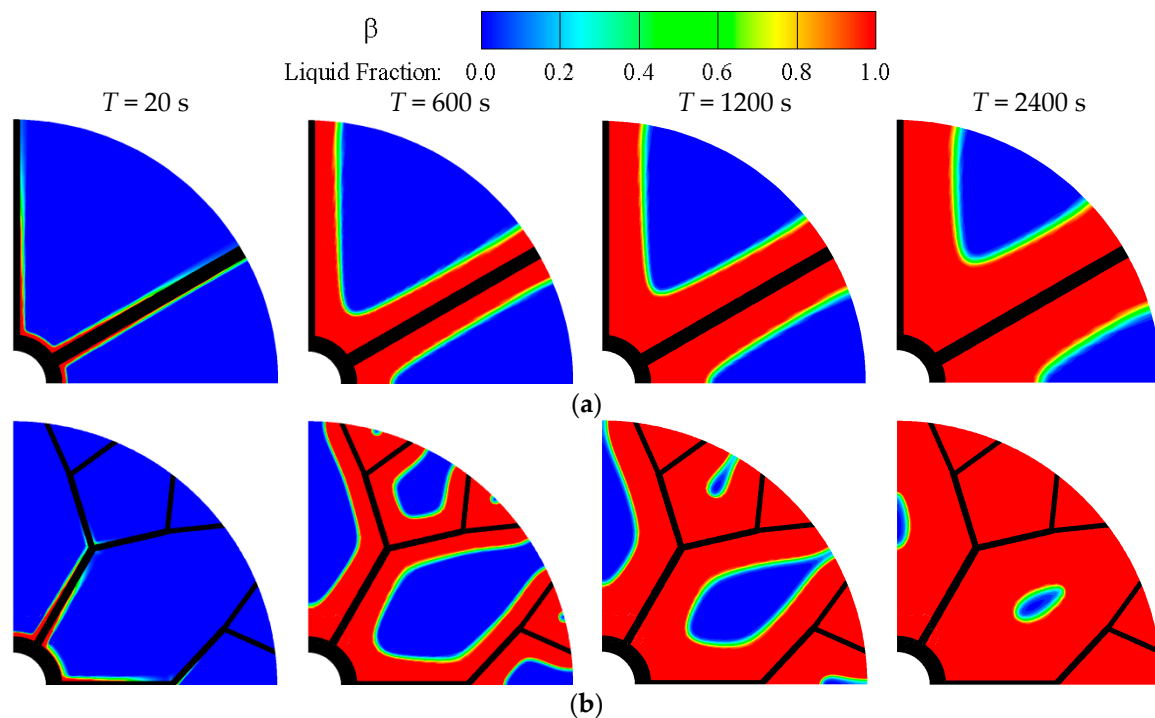 β
Liquid Fraction: 0.0 0.2 0.4 0.6 0.8 1.0
T = 20 s T = 600 s T = 1200 s T = 2400 s
(a)
(b)